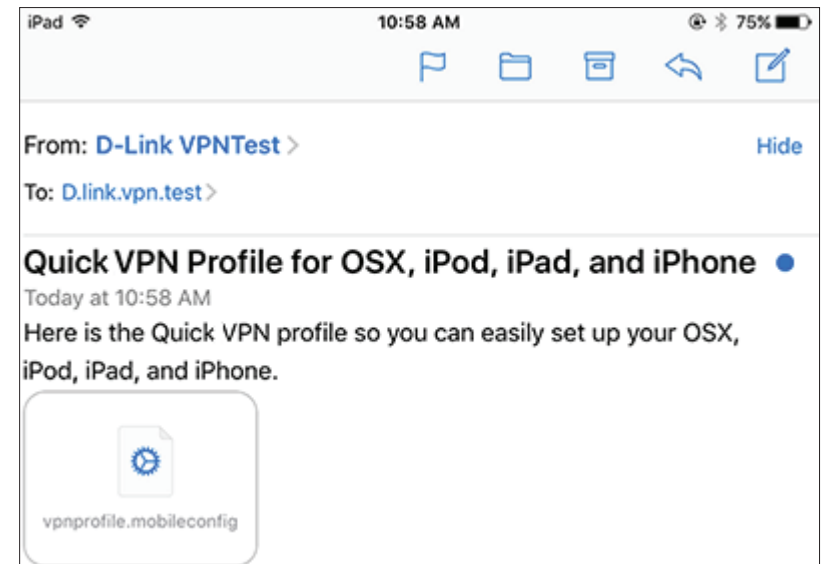 iPad 10:58 AM 75%
From: D-Link VPNTest
Hide
To: D.link.vpn.test
Quick VPN Profile for OSX, iPod, iPad, and iPhone
Today at 10:58 AM
Here is the Quick VPN profile so you can easily set up your OSX,
iPod, iPad, and iPhone.
vpnprofile.mobileconfig